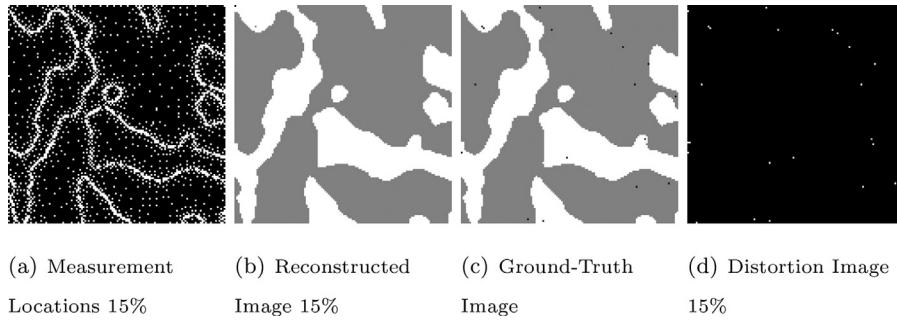 (a) Measurement
Locations 15%
(b) Reconstructed
Image 15%
(c) Ground-Truth
Image
(d) Distortion Image
15%